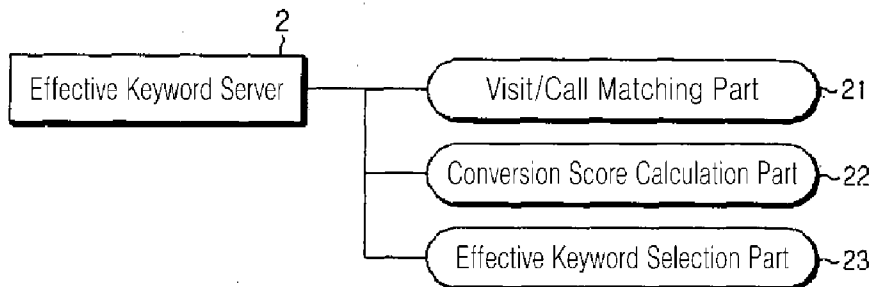 2
Effective Keyword Server
Visit/Call Matching Part
21
Conversion Score Calculation Part
22
Effective Keyword Selection Part
23